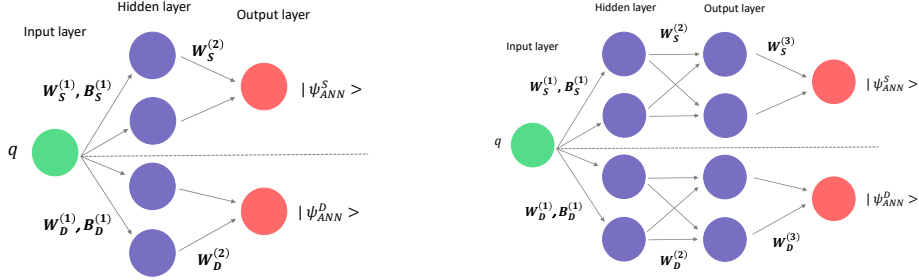 Hidden layer
Input layer
Output layer
W_S^(2)
W_S^(1), B_S^(1)
| ψ_ANN^S >
q
W_D^(1), B_D^(1)
| ψ_ANN^D >
W_D^(2)
Hidden layer
Output layer
Input layer
W_S^(2)
W_S^(3)
W_S^(1), B_S^(1)
| ψ_ANN^S >
q
W_D^(1), B_D^(1)
| ψ_ANN^D >
W_D^(2)
W_D^(3)